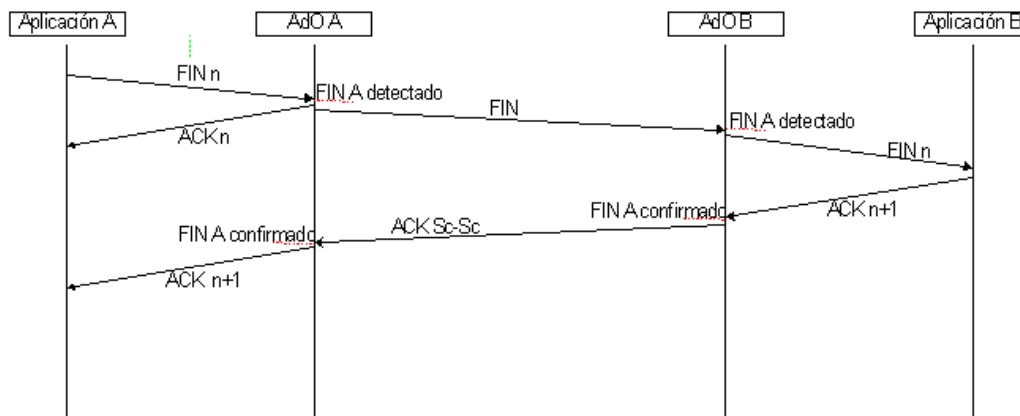 Aplicación A AdO A AdO B Aplicación B
FIN n
FIN A detectado
FIN
FIN A detectado
ACK n
FIN n
FIN A confirmado
ACK n+1
ACK Sc-Sc
FIN A confirmado
ACK n+1